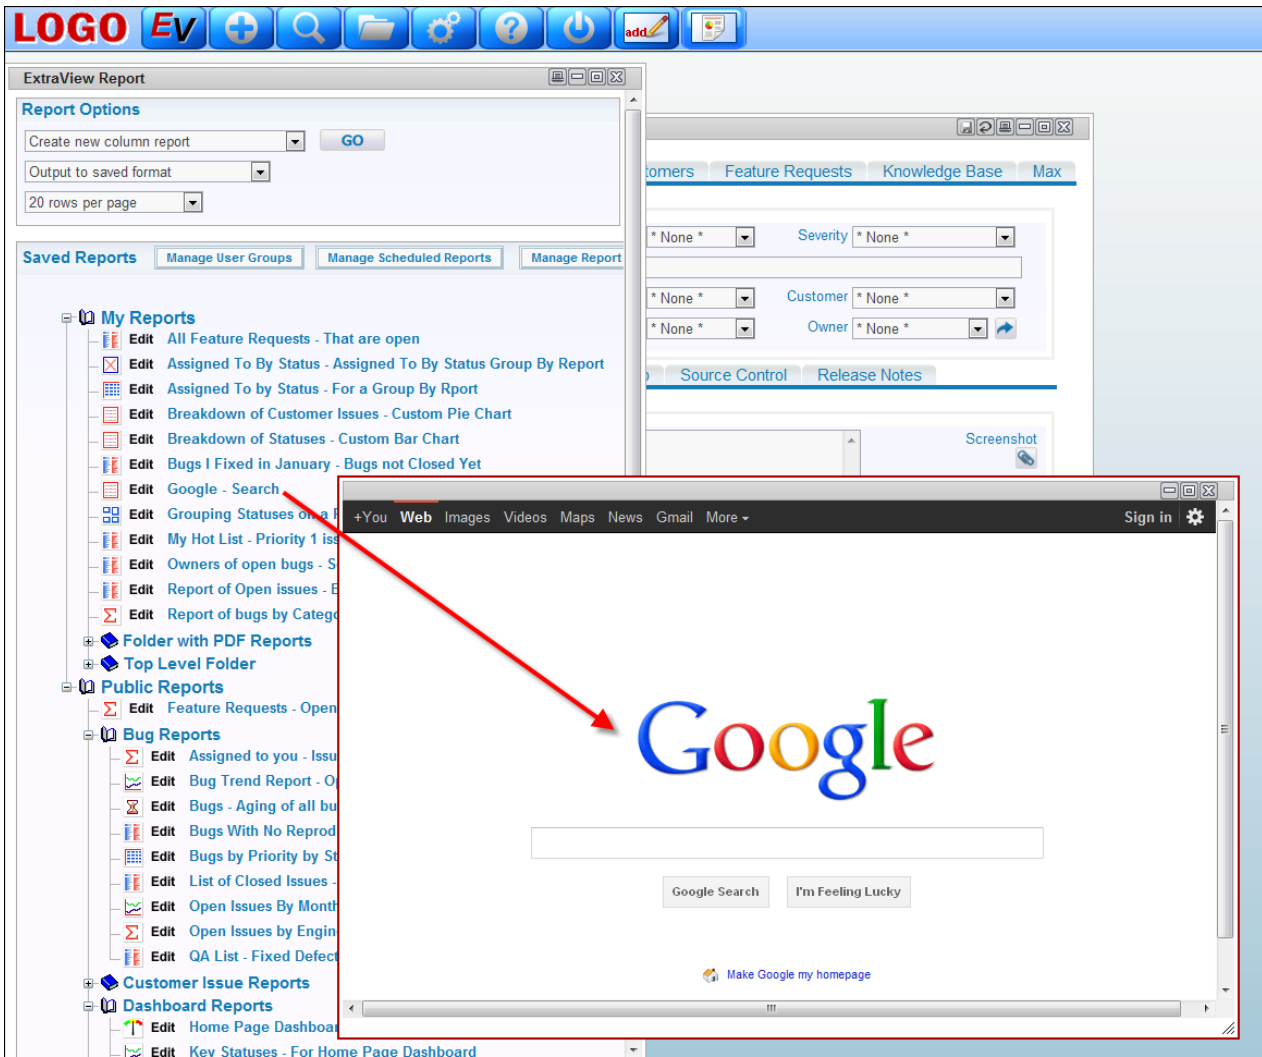 LOGO EV add
ExtraView Report
Report Options
Create new column report GO
Output to saved format
20 rows per page
Saved Reports Manage User Groups Manage Scheduled Reports Manage Report
My Reports
Edit All Feature Requests - That are open
Edit Assigned To By Status - Assigned To By Status Group By Report
Edit Assigned To by Status - For a Group By Rport
Edit Breakdown of Customer Issues - Custom Pie Chart
Edit Breakdown of Statuses - Custom Bar Chart
Edit Bugs I Fixed in January - Bugs not Closed Yet
Edit Google - Search
Edit Grouping Statuses on a
Edit My Hot List - Priority 1 iss
Edit Owners of open bugs - S
Edit Report of Open issues - E
Edit Report of bugs by Catego
Folder with PDF Reports
Top Level Folder
Public Reports
Edit Feature Requests - Open
Bug Reports
Edit Assigned to you - Issu
Edit Bug Trend Report - O
Edit Bugs - Aging of all bu
Edit Bugs With No Reprod
Edit Bugs by Priority by St
Edit List of Closed Issues -
Edit Open Issues By Month
Edit Open Issues by Engin
Edit QA List - Fixed Defect
Customer Issue Reports
Dashboard Reports
Edit Home Page Dashboar
Edit Key Statuses - For Home Page Dashboard
tomers Feature Requests Knowledge Base Max
* None * Severity * None *
* None * Customer * None *
* None * Owner * None *
Source Control Release Notes
Screenshot
+You Web Images Videos Maps News Gmail More Sign in
Google
Google Search I'm Feeling Lucky
Make Google my homepage